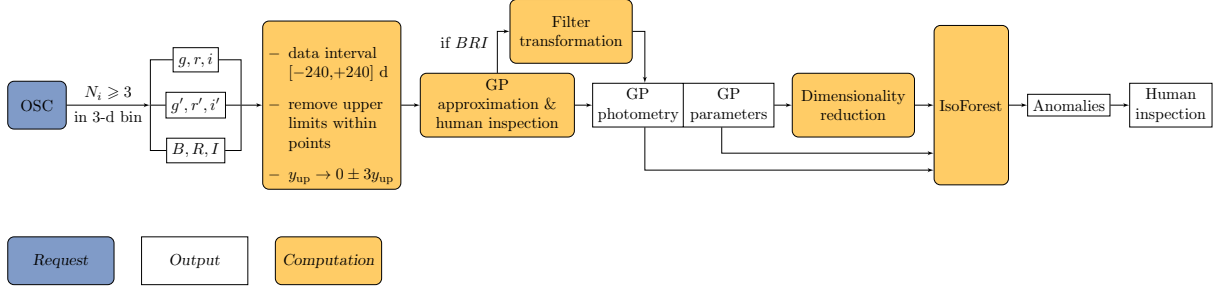 OSC
N_i ⩾ 3
in 3-d bin
g, r, i
g′, r′, i′
B, R, I
– data interval
[−240,+240] d
– remove upper
limits within
points
– y_up → 0 ± 3y_up
GP
approximation &
human inspection
if BRI
Filter
transformation
GP
photometry
GP
parameters
Dimensionality
reduction
IsoForest
Anomalies
Human
inspection
Request
Output
Computation